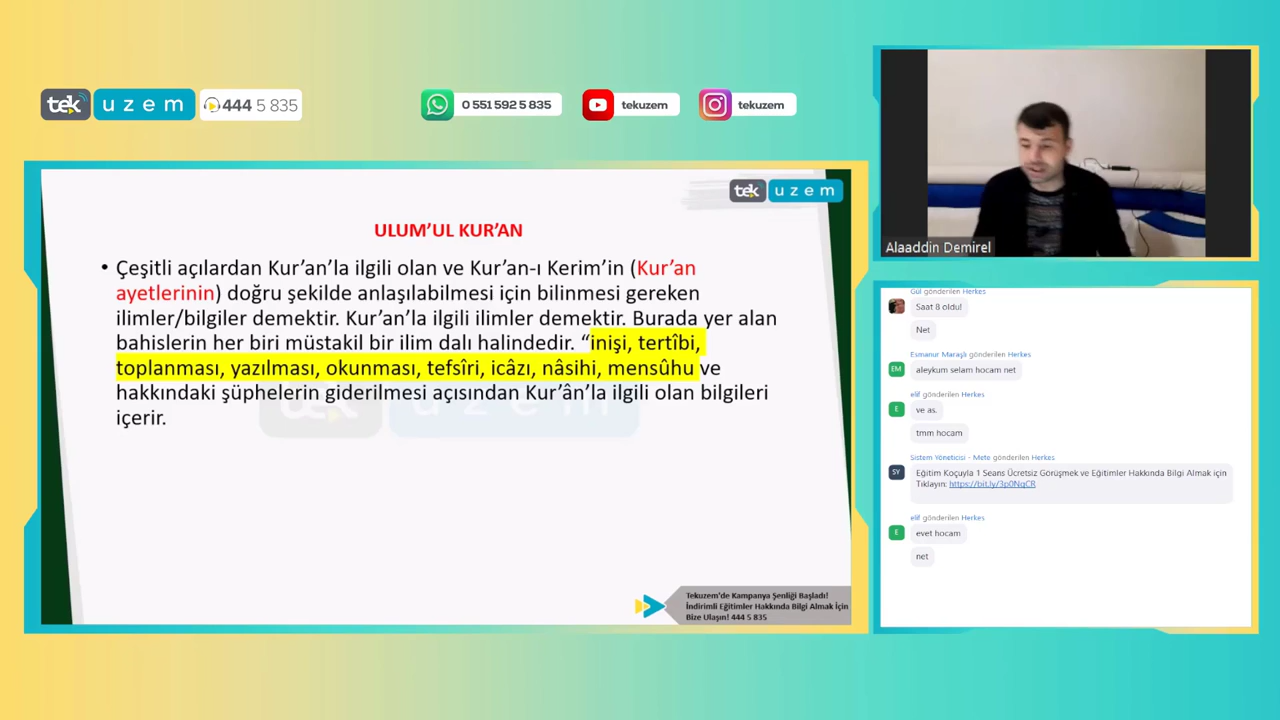 tek uzem 444 5 835
0 551 592 5 835
tekuzem
tekuzem
tek uzem
ULUM’UL KUR’AN
• Çeşitli açılardan Kur’an’la ilgili olan ve Kur’an-ı Kerim’in (Kur’an
ayetlerinin) doğru şekilde anlaşılabilmesi için bilinmesi gereken
ilimler/bilgiler demektir. Kur’an’la ilgili ilimler demektir. Burada yer alan
bahislerin her biri müstakil bir ilim dalı halindedir. “inişi, tertîbi,
toplanması, yazılması, okunması, tefsîri, icâzı, nâsihi, mensûhu ve
hakkındaki şüphelerin giderilmesi açısından Kur’ân’la ilgili olan bilgileri
içerir.
tek uzem
Tekuzem'de Kampanya Şenliği Başladı!
İndirimli Eğitimler Hakkında Bilgi Almak İçin
Bize Ulaşın! 444 5 835
Alaaddin Demirel
Gül gönderilen Herkes
Saat 8 oldu!
Net
Esmanur Maraşlı gönderilen Herkes
EM
aleykum selam hocam net
elif gönderilen Herkes
E
ve as.
tmm hocam
Sistem Yöneticisi - Mete gönderilen Herkes
SY
Eğitim Koçuyla 1 Seans Ücretsiz Görüşmek ve Eğitimler Hakkında Bilgi Almak için
Tıklayın: https://bit.ly/3p0NqCR
elif gönderilen Herkes
E
evet hocam
net